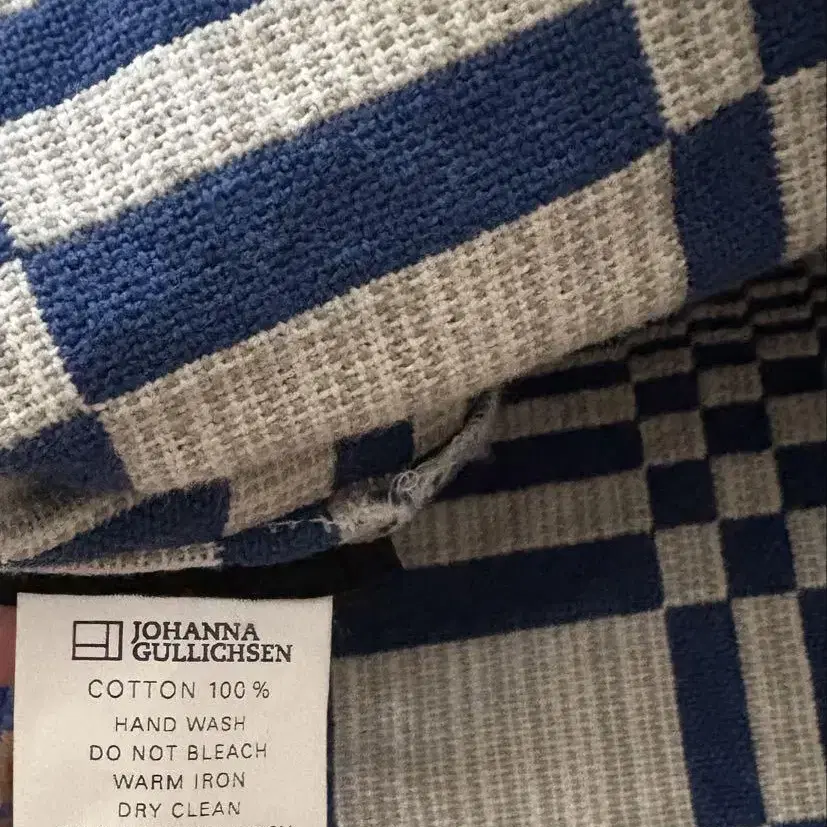 JOHANNA
GULLICHSEN
COTTON 100%
HAND WASH
DO NOT BLEACH
WARM IRON
DRY CLEAN